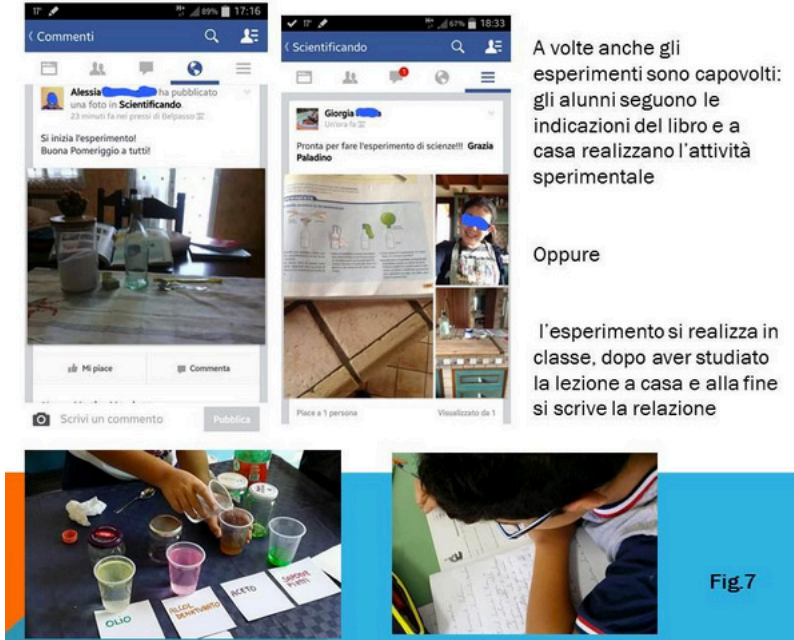 89% 17:16
Commenti
Alessia ha pubblicato
una foto in Scientificando.
23 minuti fa nei pressi di Belpasso
Si inizia l'esperimento!
Buona Pomeriggio a tutti!
Mi piace
Commenta
Scrivi un commento
Pubblica
67% 18:33
Scientificando
1
Giorgia
Un'ora fa
Pronta per fare l'esperimento di scienze!!! Grazia
Paladino
Piace a 1 persona
Visualizzato da 1
A volte anche gli
esperimenti sono capovolti:
gli alunni seguono le
indicazioni del libro e a
casa realizzano l'attività
sperimentale
Oppure
l'esperimento si realizza in
classe, dopo aver studiato
la lezione a casa e alla fine
si scrive la relazione
OLIO
ALCOL
DENATURATO
ACETO
SAPONE
PIATTI
Fig.7